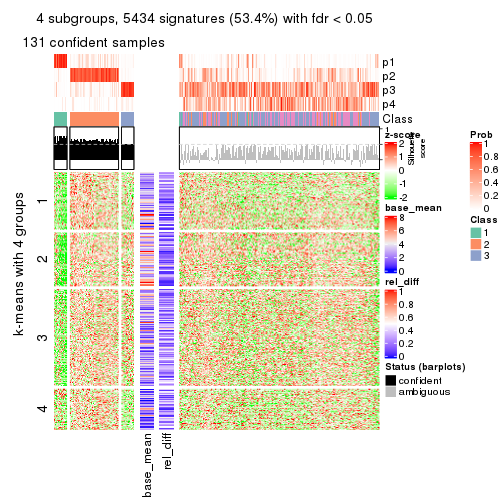 4 subgroups, 5434 signatures (53.4%) with fdr < 0.05
131 confident samples
p1
p2
p3
p4
Class
1
Silhouette
score
k-means with 4 groups
1
2
3
4
base_mean
rel_diff
z-score
2
1
0
-1
-2
base_mean
8
6
4
2
0
rel_diff
1
0.8
0.6
0.4
0.2
0
Status (barplots)
confident
ambiguous
Prob
1
0.8
0.6
0.4
0.2
0
Class
1
2
3